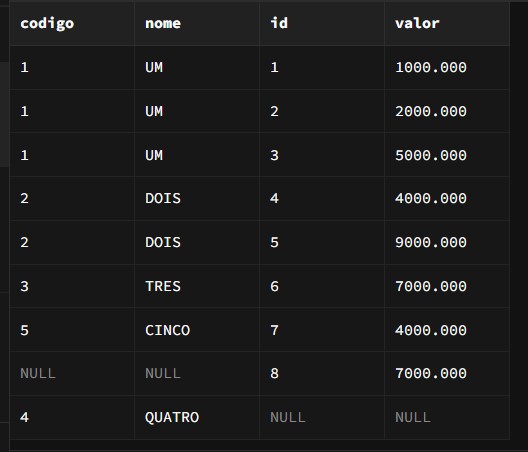 codigo nome id valor
1 UM 1 1000.000
1 UM 2 2000.000
1 UM 3 5000.000
2 DOIS 4 4000.000
2 DOIS 5 9000.000
3 TRES 6 7000.000
5 CINCO 7 4000.000
NULL NULL 8 7000.000
4 QUATRO NULL NULL